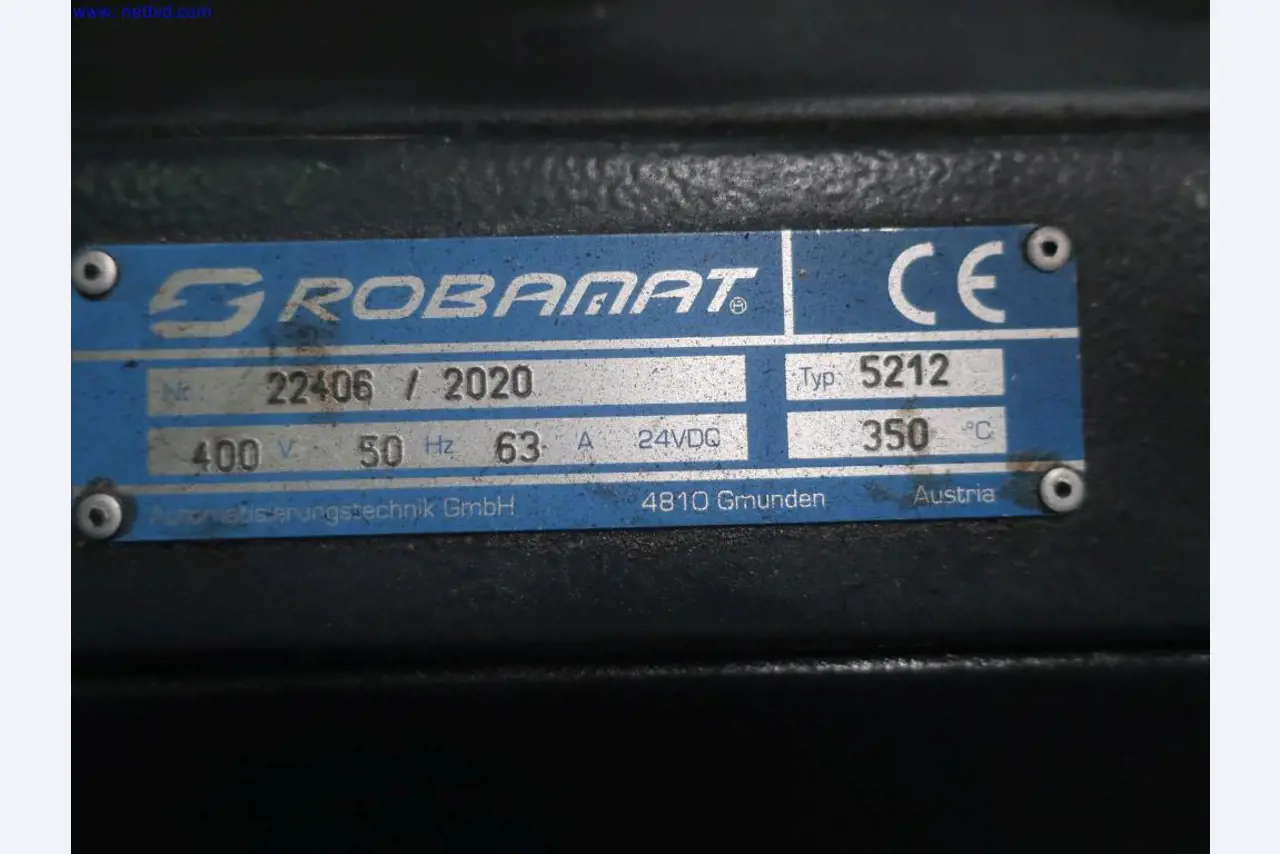 www.netbid.com
ROBAMAT® CE
Nr. 22406 / 2020 Typ: 5212
400 V 50 Hz 63 A 24VDC 350 °C
Automatisierungstechnik GmbH 4810 Gmunden Austria